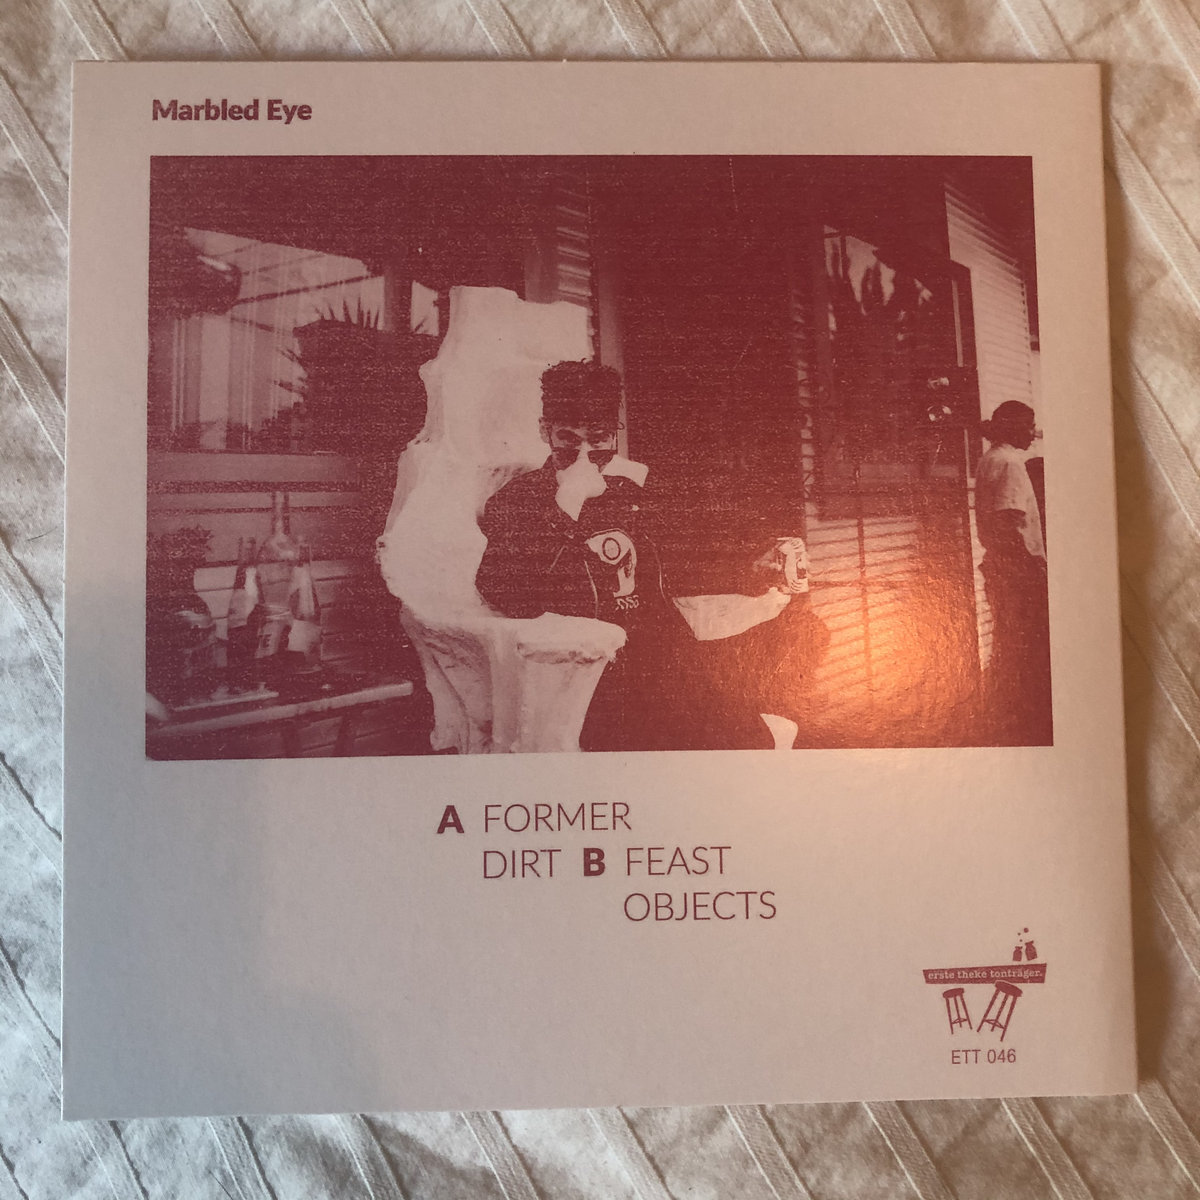 Marbled Eye
A FORMER
DIRT B FEAST
OBJECTS
erste theke tonträger.
ETT 046